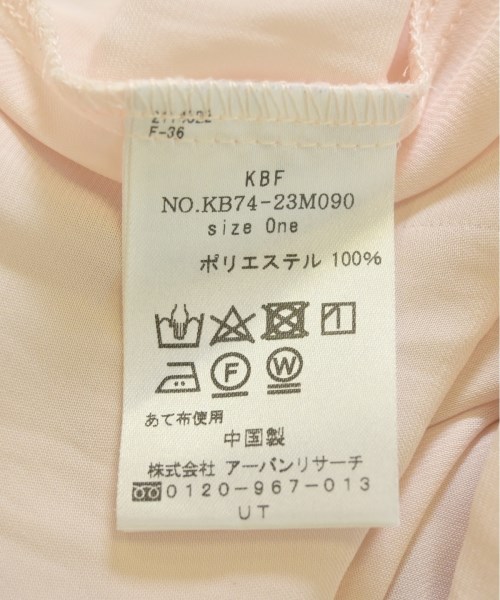 F-36
KBF
NO.KB74-23M090
size One
ポリエステル 100%
F W
あて布使用
中国製
株式会社 アーバンリサーチ
0120-967-013
UT